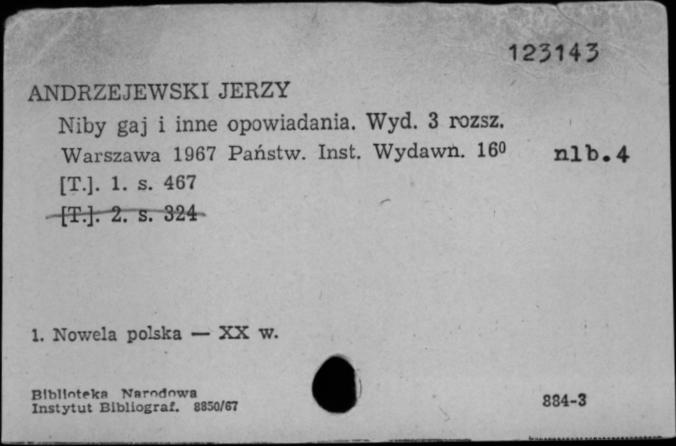 123143
ANDRZEJEWSKI JERZY
Niby gaj i inne opowiadania. Wyd. 3 rozsz.
Warszawa 1967 Państw. Inst. Wydawn. 16⁰ nlb.4
[T.]. 1. s. 467
[T.]. 2. s. 324
1. Nowela polska — XX w.
Biblioteka Narodowa
Instytut Bibliograf. 8850/67 884-3